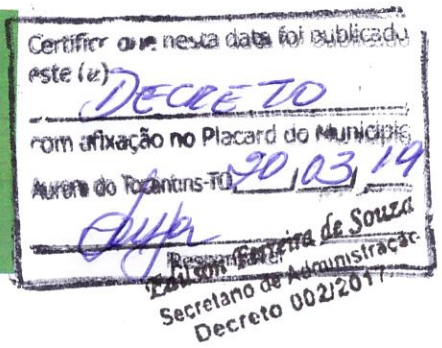 Certifico que nesta data foi publicado
este (a)
DECRETO
com afixação no Placard do Município
Aurora do Tocantins-TO, 20 / 03 / 19
Responsável
Edilson Ferreira de Souza
Secretario de Administração
Decreto 002/2017